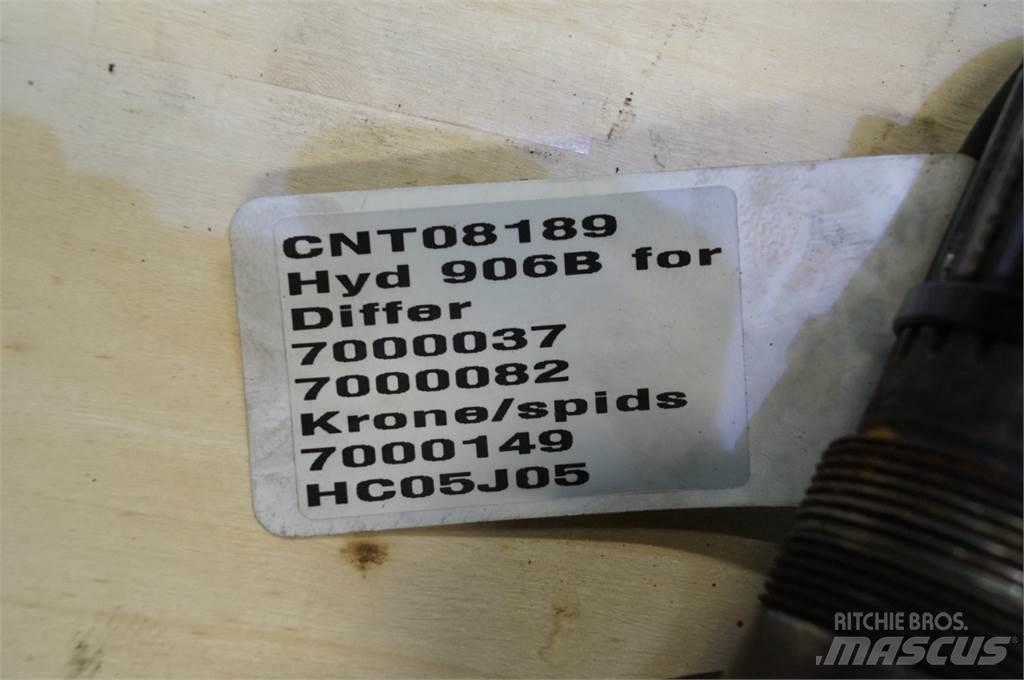 CNT08189
Hyd 906B for
Differ
7000037
7000082
Krone/spids
7000149
HC05J05
RITCHIE BROS.
MASCUS